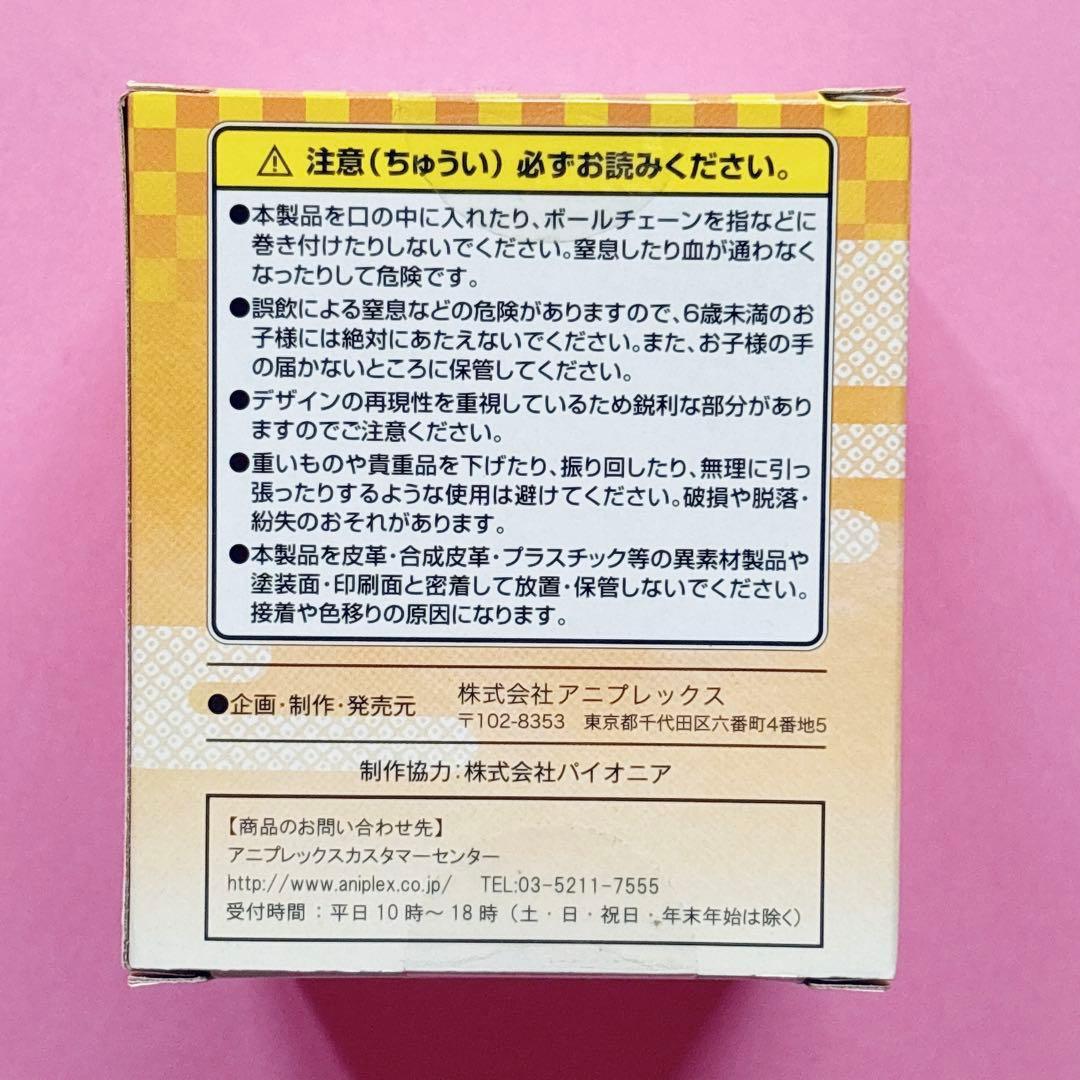 ⚠ 注意（ちゅうい）必ずお読みください。
●本製品を口の中に入れたり、ボールチェーンを指などに
巻き付けたりしないでください。窒息したり血が通わなく
なったりして危険です。
●誤飲による窒息などの危険がありますので、6歳未満のお
子様には絶対にあたえないでください。また、お子様の手
の届かないところに保管してください。
●デザインの再現性を重視しているため鋭利な部分があり
ますのでご注意ください。
●重いものや貴重品を下げたり、振り回したり、無理に引っ
張ったりするような使用は避けてください。破損や脱落・
紛失のおそれがあります。
●本製品を皮革・合成皮革・プラスチック等の異素材製品や
塗装面・印刷面と密着して放置・保管しないでください。
接着や色移りの原因になります。
●企画・制作・発売元 株式会社アニプレックス
〒102-8353 東京都千代田区六番町4番地5
制作協力：株式会社パイオニア
【商品のお問い合わせ先】
アニプレックスカスタマーセンター
http://www.aniplex.co.jp/ TEL:03-5211-7555
受付時間：平日10時～18時（土・日・祝日・年末年始は除く）